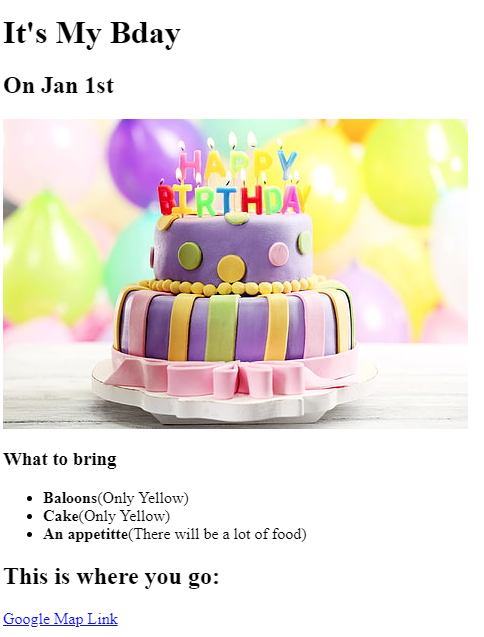 It's My Bday
On Jan 1st
HAPPY
BIRTHDAY
What to bring
Baloons(Only Yellow)
Cake(Only Yellow)
An appetitte(There will be a lot of food)
This is where you go:
Google Map Link